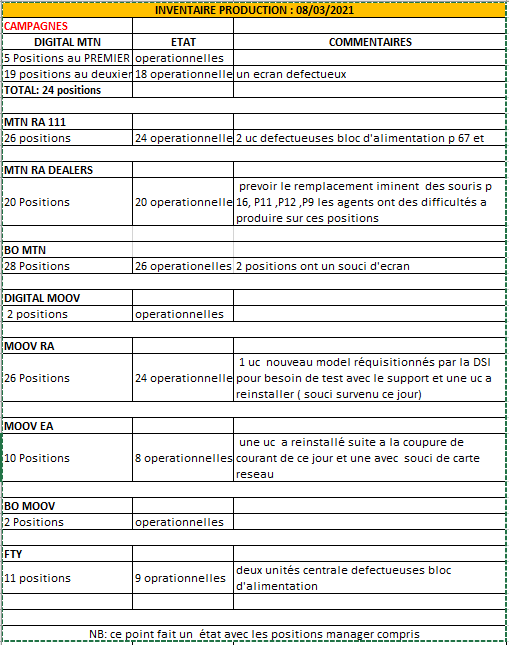 INVENTAIRE PRODUCTION : 08/03/2021
CAMPAGNES
DIGITAL MTN ETAT COMMENTAIRES
5 Positions au PREMIER operationnelles
19 positions au deuxier 18 operationnelle un ecran defectueux
TOTAL: 24 positions
MTN RA 111
26 positions 24 operationnelle 2 uc defectueuses bloc d'alimentation p 67 et
MTN RA DEALERS
20 Positions 20 operationnelle prevoir le remplacement iminent des souris p
16, P11 ,P12 ,P9 les agents ont des difficultés a
produire sur ces positions
BO MTN
28 Positions 26 operationelles 2 positions ont un souci d'ecran
DIGITAL MOOV
2 positions operationnelles
MOOV RA
26 Positions 24 operationnelle 1 uc nouveau model réquisitionnés par la DSI
pour besoin de test avec le support et une uc a
reinstaller ( souci survenu ce jour)
MOOV EA
10 Positions 8 operationnelles une uc a reinstallé suite a la coupure de
courant de ce jour et une avec souci de carte
reseau
BO MOOV
2 Positions operationnelles
FTY
11 positions 9 oprationnelles deux unités centrale defectueuses bloc
d'alimentation
NB: ce point fait un état avec les positions manager compris